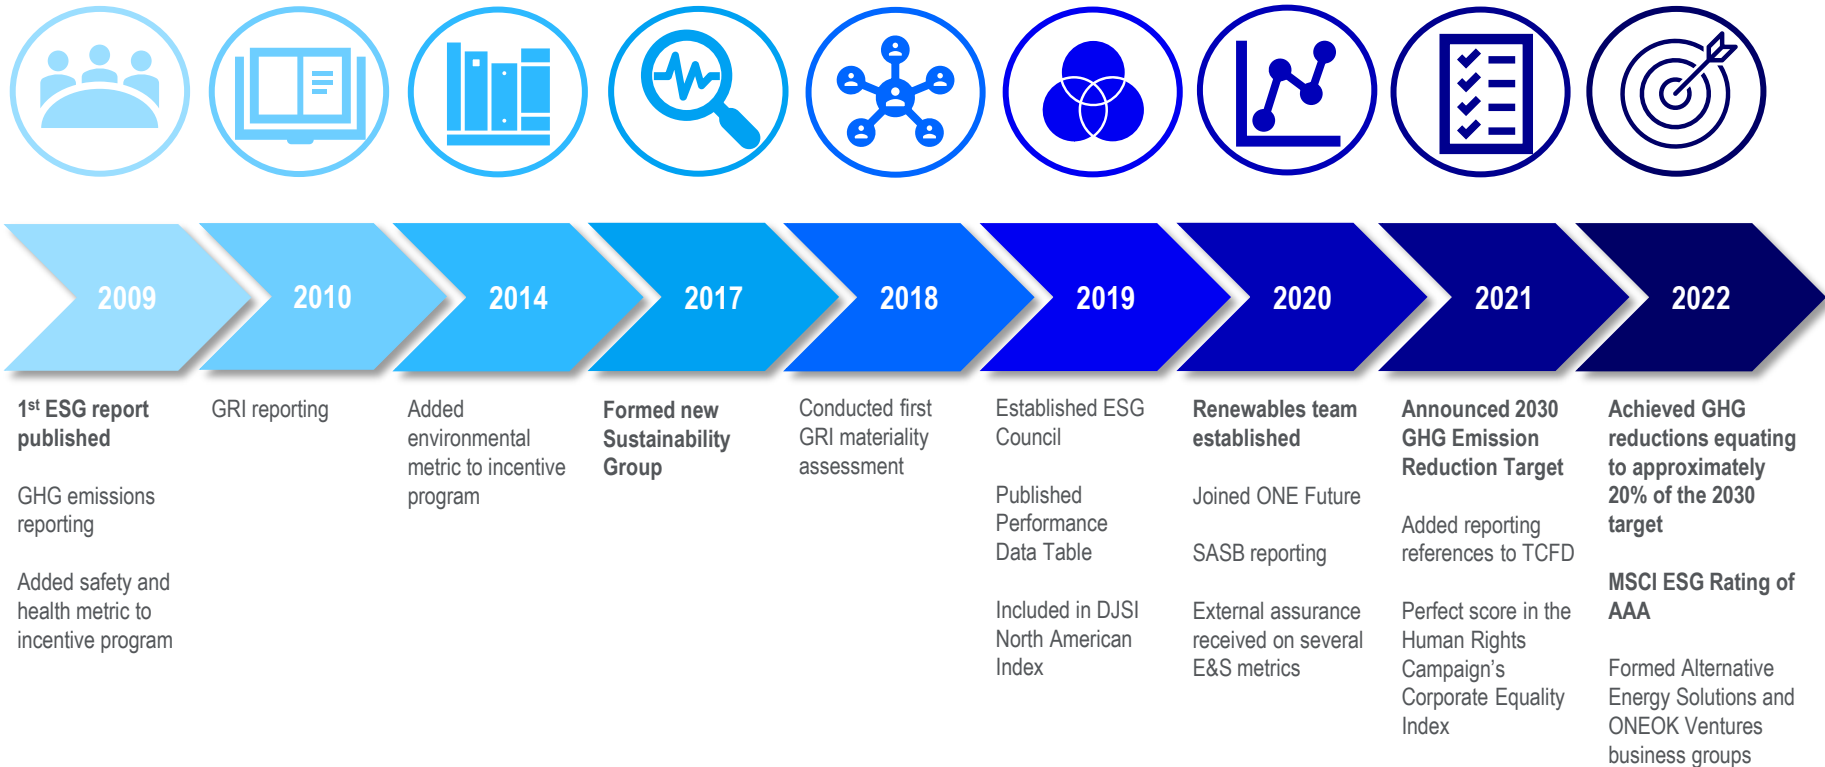 2009
2010
2014
2017
2018
2019
2020
2021
2022
1st ESG report
published
GHG emissions
reporting
Added safety and
health metric to
incentive program
GRI reporting
Added
environmental
metric to incentive
program
Formed new
Sustainability
Group
Conducted first
GRI materiality
assessment
Established ESG
Council
Published
Performance
Data Table
Included in DJSI
North American
Index
Renewables team
established
Joined ONE Future
SASB reporting
External assurance
received on several
E&S metrics
Announced 2030
GHG Emission
Reduction Target
Added reporting
references to TCFD
Perfect score in the
Human Rights
Campaign’s
Corporate Equality
Index
Achieved GHG
reductions equating
to approximately
20% of the 2030
target
MSCI ESG Rating of
AAA
Formed Alternative
Energy Solutions and
ONEOK Ventures
business groups